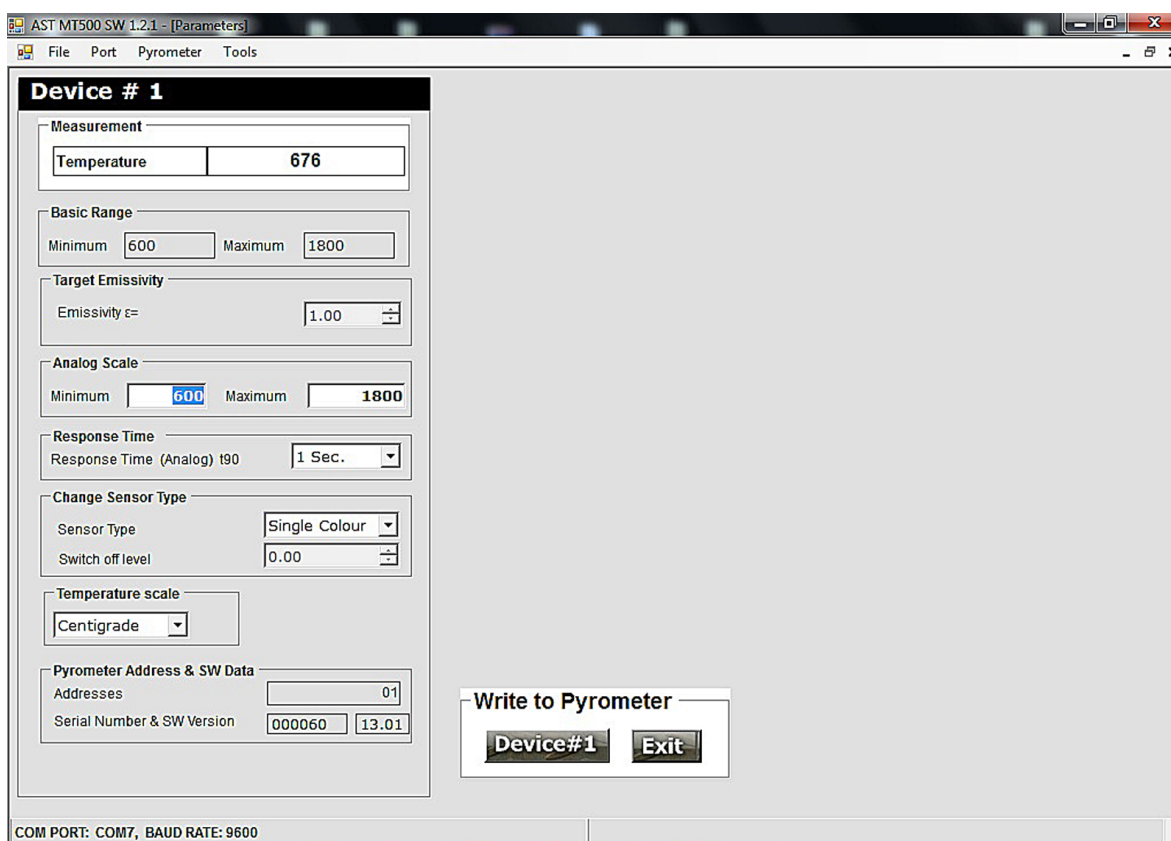 AST MT500 SW 1.2.1 - [Parameters]
File Port Pyrometer Tools
Device # 1
Measurement
Temperature 676
Basic Range
Minimum 600 Maximum 1800
Target Emissivity
Emissivity ε= 1.00
Analog Scale
Minimum 600 Maximum 1800
Response Time
Response Time (Analog) t90 1 Sec.
Change Sensor Type
Sensor Type Single Colour
Switch off level 0.00
Temperature scale
Centigrade
Pyrometer Address & SW Data
Addresses 01
Serial Number & SW Version 000060 13.01
Write to Pyrometer
Device#1 Exit
COM PORT: COM7, BAUD RATE: 9600